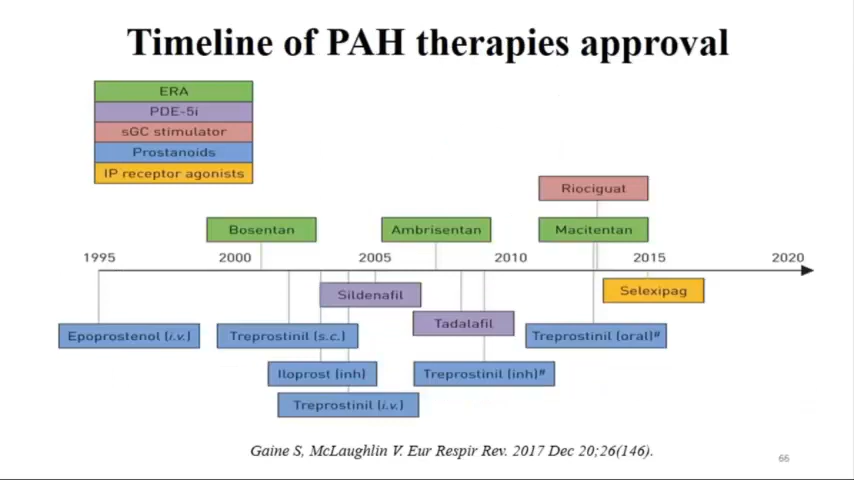 Timeline of PAH therapies approval
ERA
PDE-5i
sGC stimulator
Prostanoids
IP receptor agonists
Riociguat
Bosentan
Ambrisentan
Macitentan
1995
2000
2005
2010
2015
2020
Sildenafil
Selexipag
Tadalafil
Epoprostenol (i.v.)
Treprostinil (s.c.)
Treprostinil (oral)#
Iloprost (inh)
Treprostinil (inh)#
Treprostinil (i.v.)
Gaine S, McLaughlin V. Eur Respir Rev. 2017 Dec 20;26(146).
66